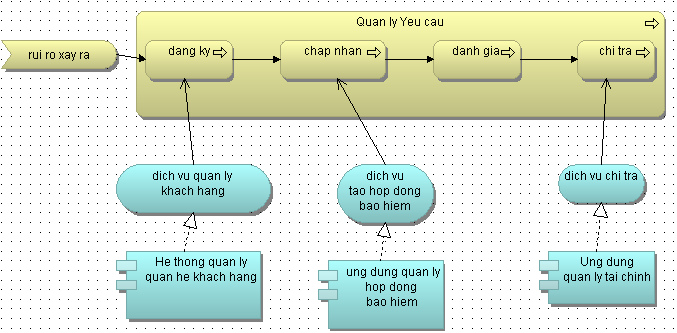 Quan ly Yeu cau
rui ro xay ra
dang ky
chap nhan
danh gia
chi tra
dich vu quan ly
khach hang
dich vu
tao hop dong
bao hiem
dich vu chi tra
He thong quan ly
quan he khach hang
ung dung quan ly
hop dong
bao hiem
Ung dung
quan ly tai chinh